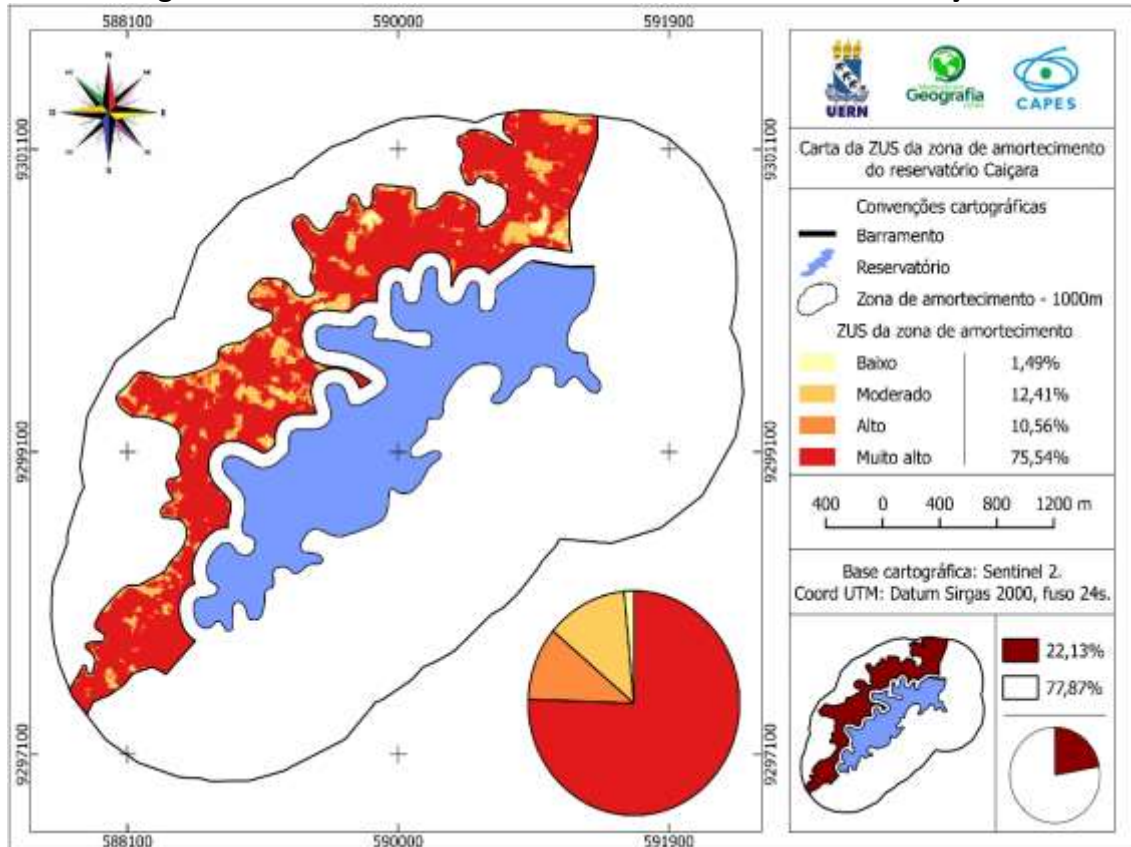 588100
590000
591900
9301100
9299100
9297100
9301100
9299100
9297100
588100
590000
591900
N
S
UERN
Geografia
CAPES
Carta da ZUS da zona de amortecimento
do reservatório Caiçara
Convenções cartográficas
Barramento
Reservatório
Zona de amortecimento - 1000m
ZUS da zona de amortecimento
Baixo 1,49%
Moderado 12,41%
Alto 10,56%
Muito alto 75,54%
400 0 400 800 1200 m
Base cartográfica: Sentinel 2.
Coord UTM: Datum Sirgas 2000, fuso 24s.
22,13%
77,87%